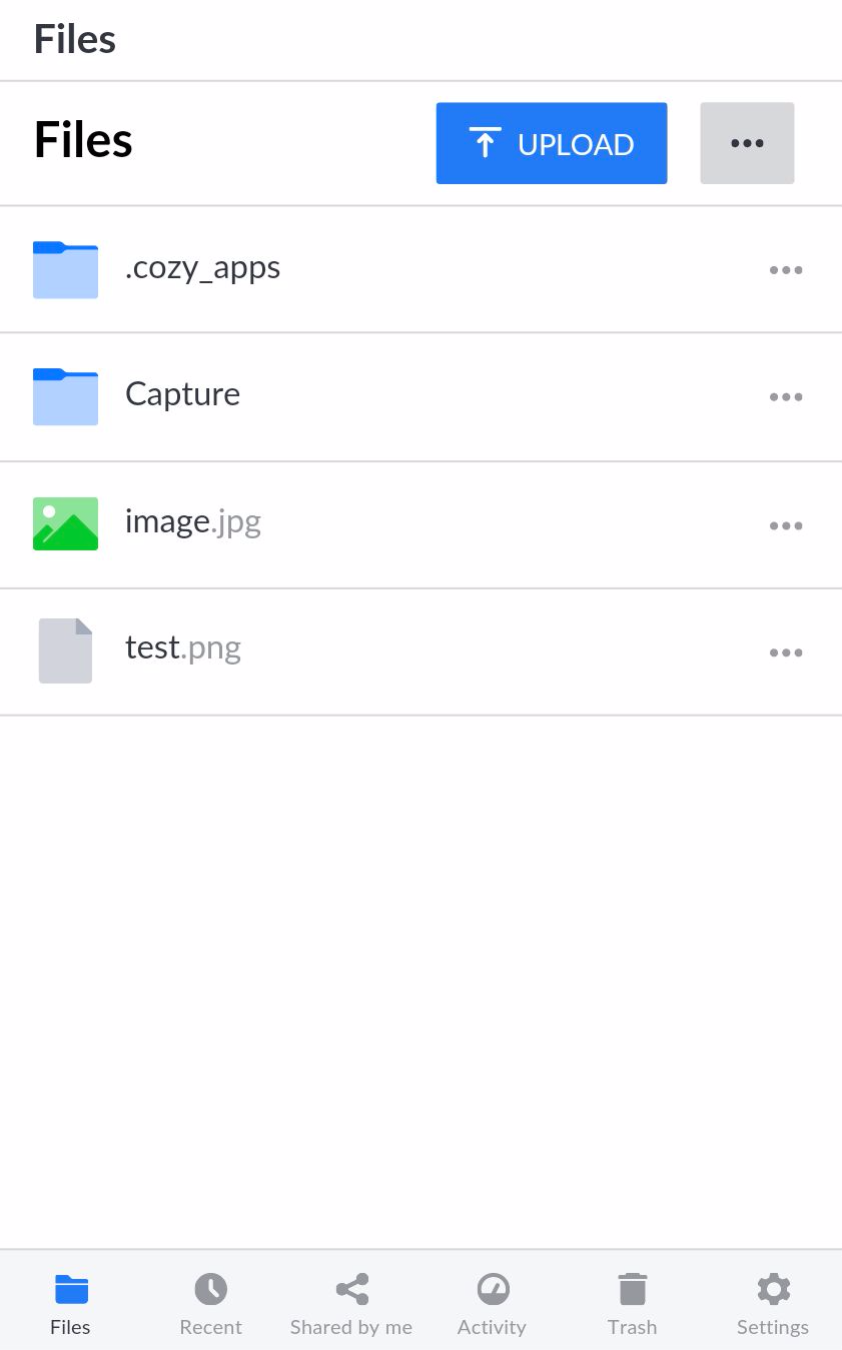 Files
Files
UPLOAD
.cozy_apps
Capture
image.jpg
test.png
Files Recent Shared by me Activity Trash Settings